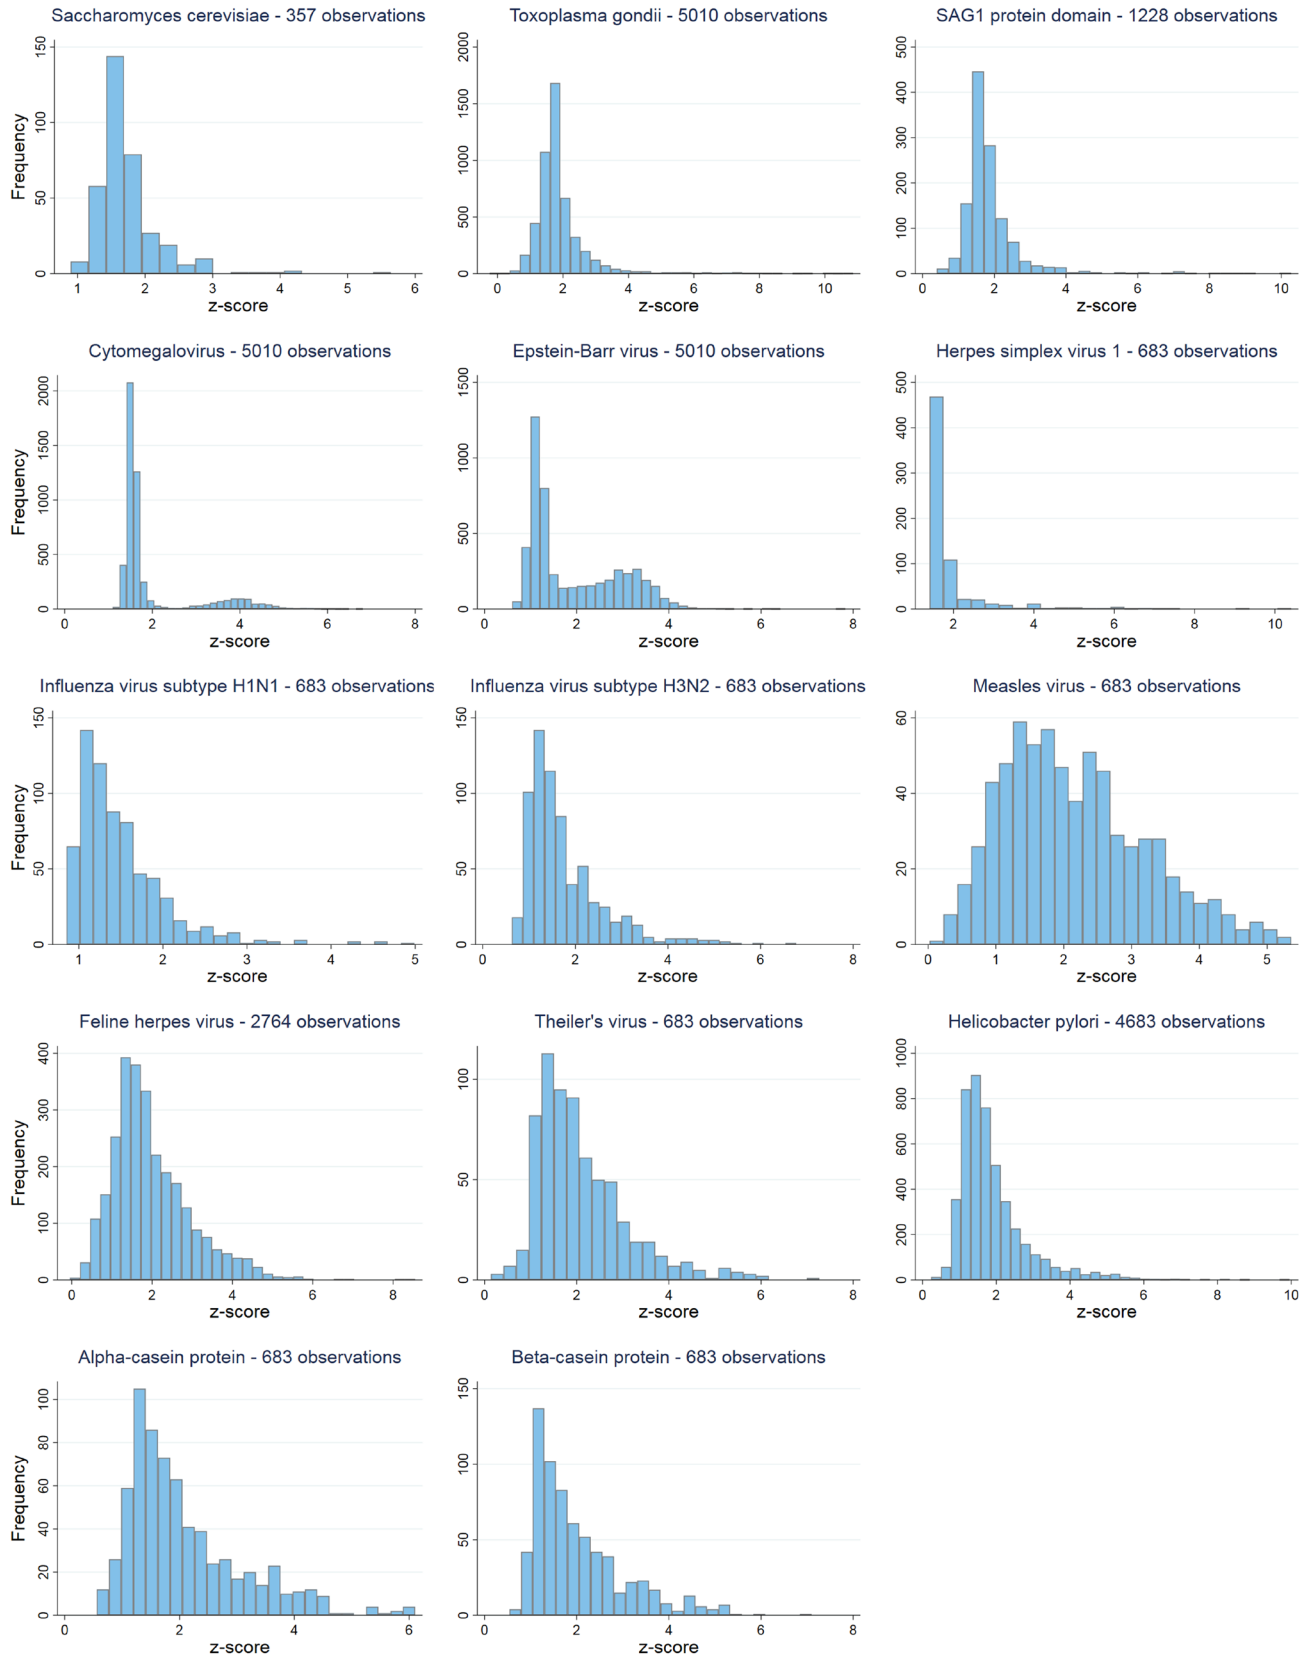 Saccharomyces cerevisiae - 357 observations
Frequency
150
100
50
0
1 2 3 4 5 6
z-score
Toxoplasma gondii - 5010 observations
2000
1500
1000
500
0
0 2 4 6 8 10
z-score
SAG1 protein domain - 1228 observations
500
400
300
200
100
0
0 2 4 6 8 10
z-score
Cytomegalovirus - 5010 observations
Frequency
2000
1500
1000
500
0
0 2 4 6 8
z-score
Epstein-Barr virus - 5010 observations
1500
1000
500
0
0 2 4 6 8
z-score
Herpes simplex virus 1 - 683 observations
500
400
300
200
100
0
2 4 6 8 10
z-score
Influenza virus subtype H1N1 - 683 observations
Frequency
150
100
50
0
1 2 3 4 5
z-score
Influenza virus subtype H3N2 - 683 observations
150
100
50
0
0 2 4 6 8
z-score
Measles virus - 683 observations
60
40
20
0
0 1 2 3 4 5
z-score
Feline herpes virus - 2764 observations
Frequency
400
300
200
100
0
0 2 4 6 8
z-score
Theiler's virus - 683 observations
100
50
0
0 2 4 6 8
z-score
Helicobacter pylori - 4683 observations
1000
800
600
400
200
0
0 2 4 6 8 10
z-score
Alpha-casein protein - 683 observations
Frequency
100
80
60
40
20
0
0 2 4 6
z-score
Beta-casein protein - 683 observations
150
100
50
0
0 2 4 6 8
z-score